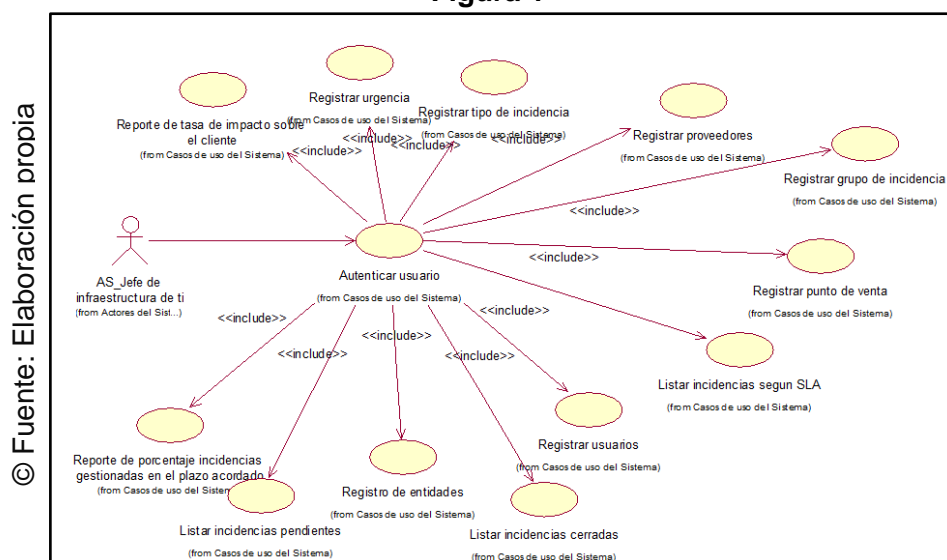 © Fuente: Elaboración propia
Reporte de tasa de impacto sobre
el cliente
(from Casos de uso del Sistema)
Registrar urgencia
(from Casos de uso del Sistema)
Registrar tipo de incidencia
(from Casos de uso del Sistema)
Registrar proveedores
(from Casos de uso del Sistema)
Registrar grupo de incidencia
(from Casos de uso del Sistema)
<<include>>
<<include>>
<<include>>
<<include>>
<<include>>
AS_Jefe de
infraestructura de ti
(from Actores del Sist...)
Autenticar usuario
(from Casos de uso del Sistema)
<<include>>
Registrar punto de venta
(from Casos de uso del Sistema)
<<include>>
<<include>>
<<include>>
<<include>>
<<include>>
Listar incidencias segun SLA
(from Casos de uso del Sistema)
Registrar usuarios
(from Casos de uso del Sistema)
Reporte de porcentaje incidencias
gestionadas en el plazo acordado
(from Casos de uso del Sistema)
Registro de entidades
(from Casos de uso del Sistema)
Listar incidencias pendientes
(from Casos de uso del Sistema)
Listar incidencias cerradas
(from Casos de uso del Sistema)